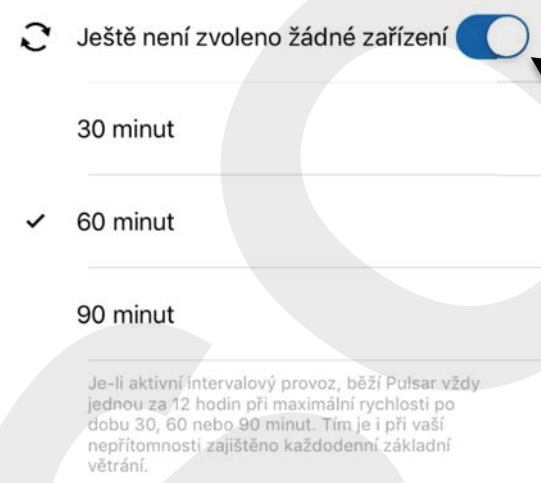 Ještě není zvoleno žádné zařízení
30 minut
60 minut
90 minut
Je-li aktivní intervalový provoz, běží Pulsar vždy
jednou za 12 hodin při maximální rychlosti po
dobu 30, 60 nebo 90 minut. Tím je i při vaší
nepřítomnosti zajištěno každodenní základní
větrání.